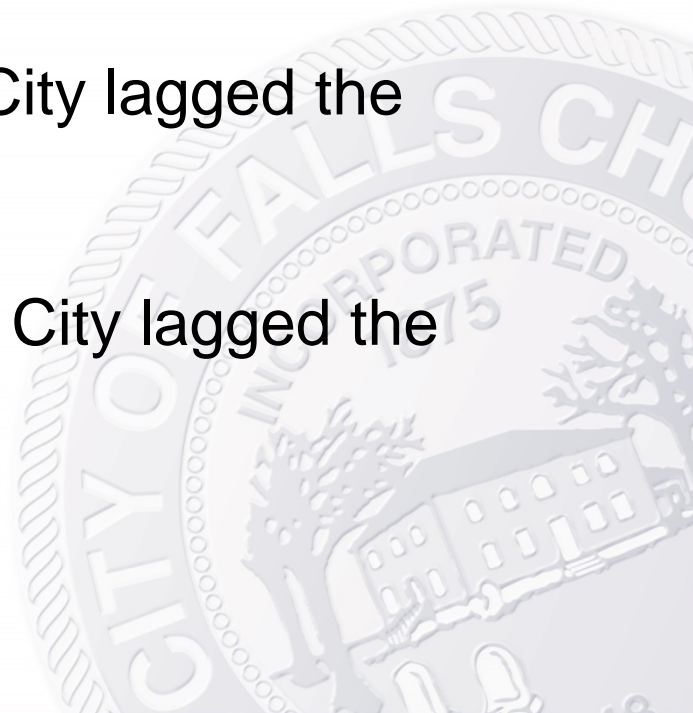 City lagged the
City lagged the
CITY OF FALLS CH
INCORPORATED
1875